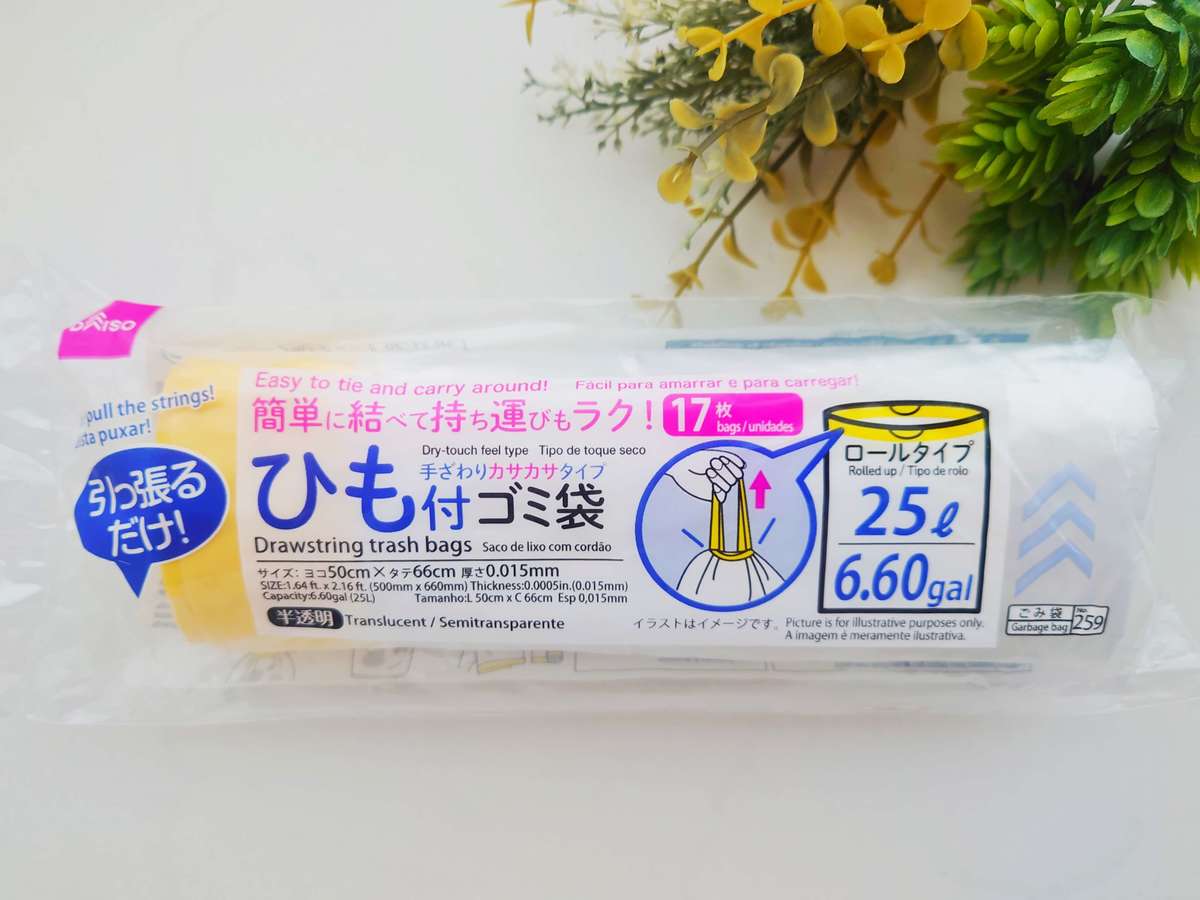 DAISO
pull the strings!
sta puxar!
引っ張る
だけ!
Easy to tie and carry around! Fácil para amarrar e para carregar!
簡単に結べて持ち運びもラク!
17枚
bags/unidades
Dry-touch feel type Tipo de toque seco
手ざわりカサカサタイプ
ひも付ゴミ袋
Drawstring trash bags Saco de lixo com cordão
サイズ: ヨコ50cm×タテ66cm 厚さ0.015mm
SIZE:1.64 ft. x 2.16 ft. (500mm x 660mm) Thickness:0.0005in.(0.015mm)
Capacity:6.60gal (25L) Tamanho:L 50cm x C 66cm Esp 0,015mm
半透明 Translucent / Semitransparente
ロールタイプ
Rolled up / Tipo de rolo
25ℓ
6.60gal
イラストはイメージです。 Picture is for illustrative purposes only.
A imagem é meramente ilustrativa.
ごみ袋
Garbage bag
No.
259